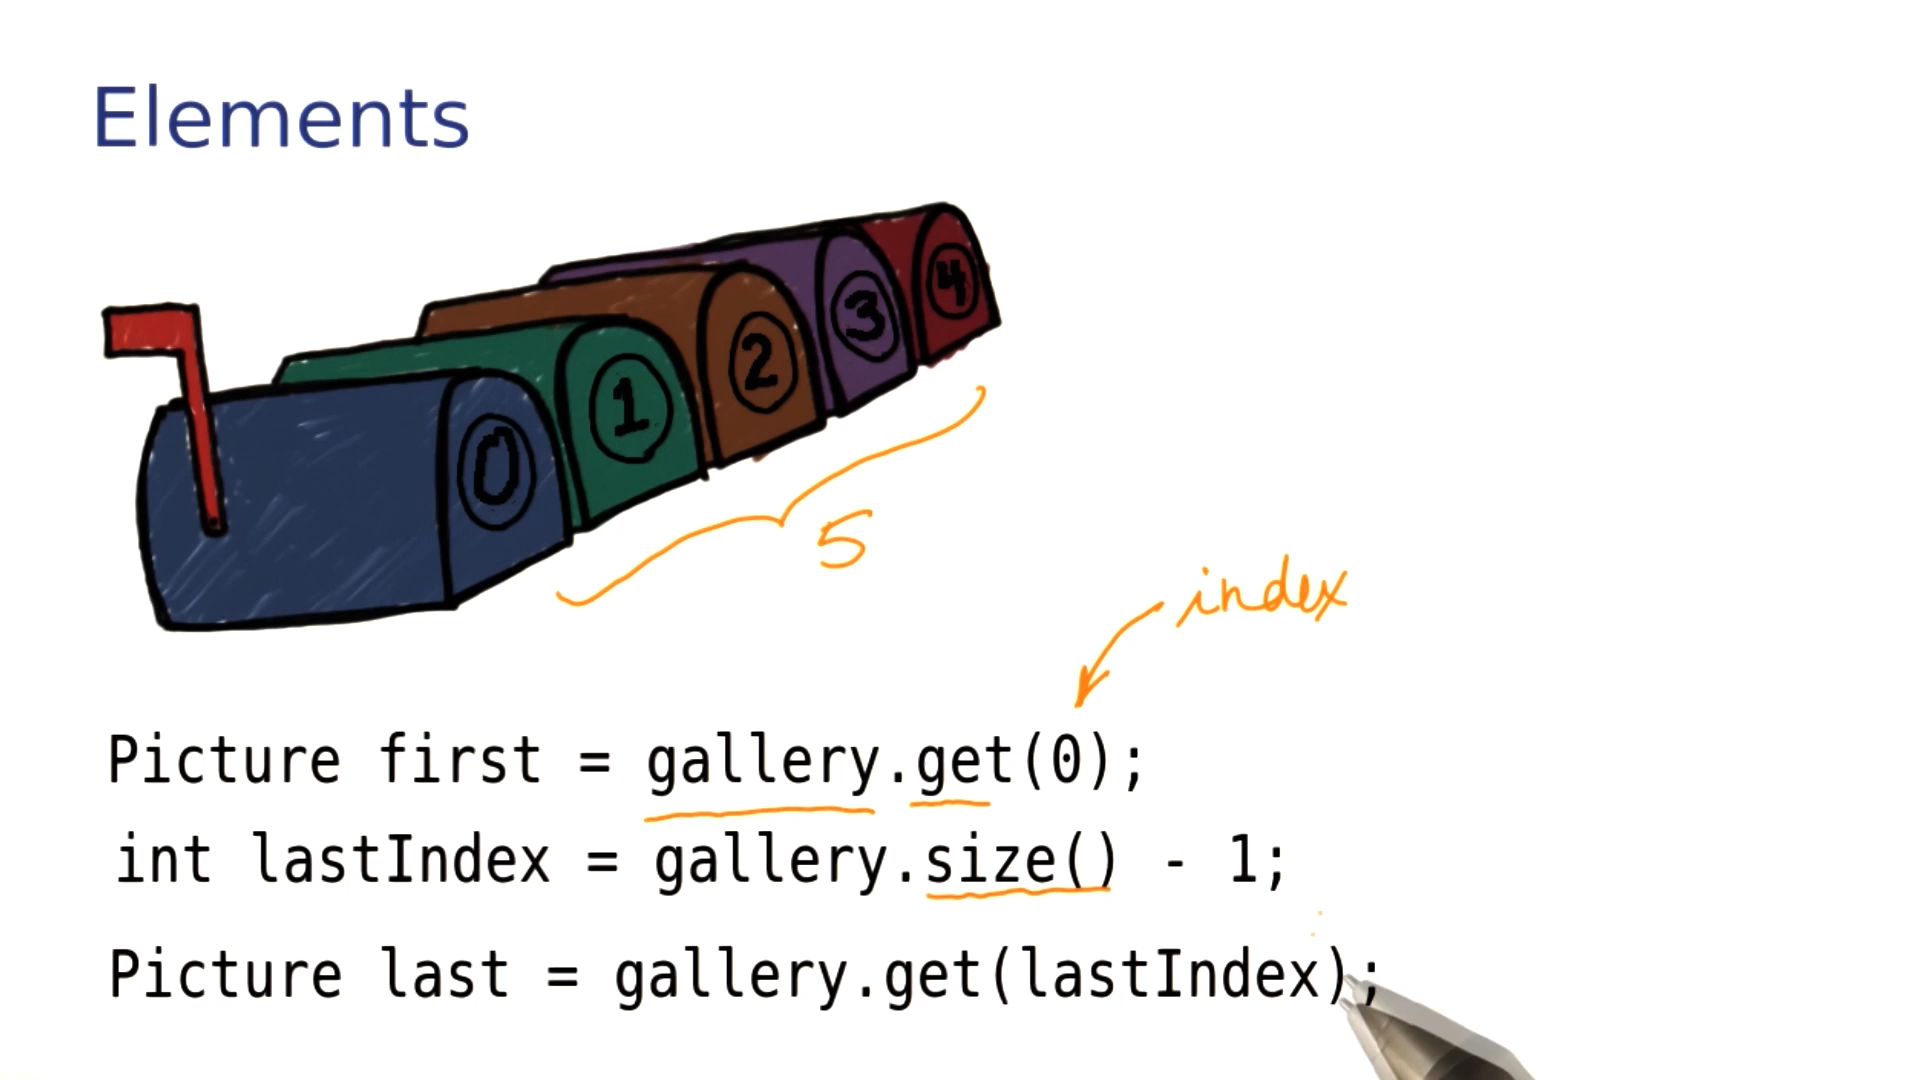 Elements
0
1
2
3
4
5
index
Picture first = gallery.get(0);
int lastIndex = gallery.size() - 1;
Picture last = gallery.get(lastIndex);